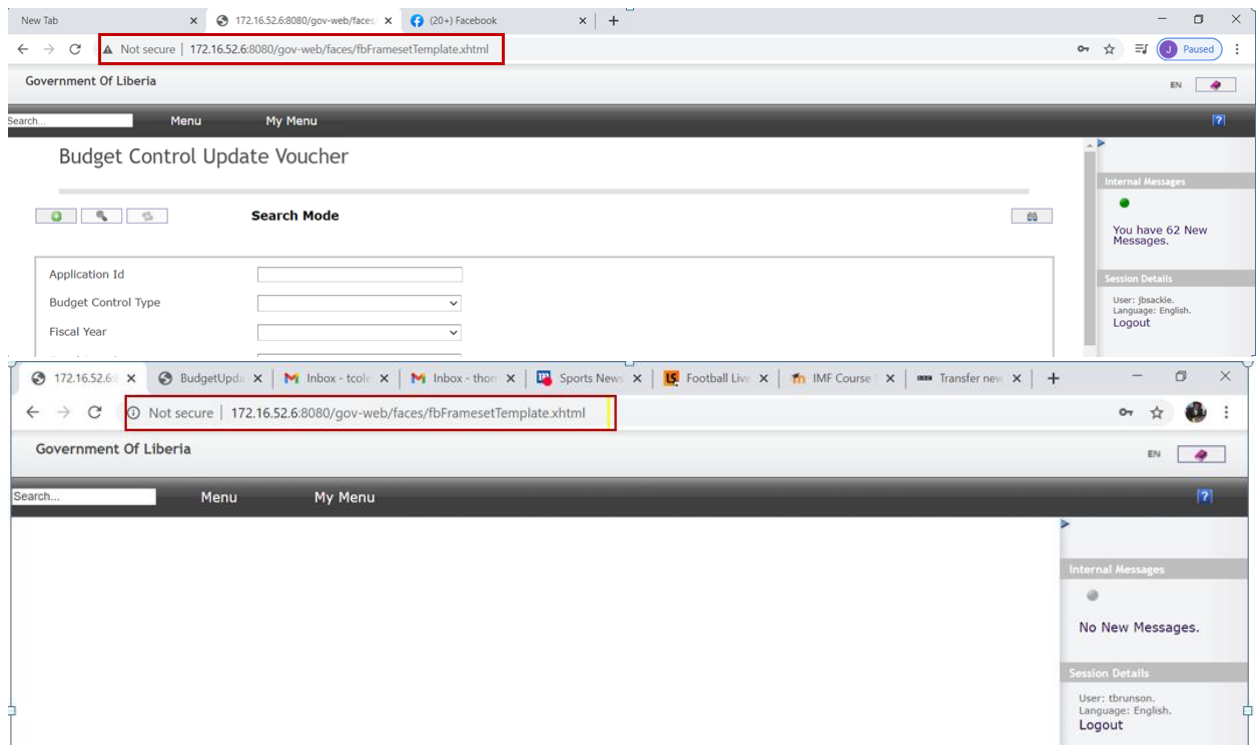 New Tab
172.16.52.6:8080/gov-web/faces/
(20+) Facebook
Not secure | 172.16.52.6:8080/gov-web/faces/fbFramesetTemplate.xhtml
J Paused
Government Of Liberia
EN
Search...
Menu
My Menu
Budget Control Update Voucher
Internal Messages
Search Mode
You have 62 New
Messages.
Application Id
Session Details
Budget Control Type
User: jbsackie.
Language: English.
Logout
Fiscal Year
172.16.52.6:
BudgetUpda
Inbox - tcole
Inbox - thom
Sports News
LS Football Live
IMF Course
Transfer new
Not secure | 172.16.52.6:8080/gov-web/faces/fbFramesetTemplate.xhtml
Government Of Liberia
EN
Search...
Menu
My Menu
Internal Messages
No New Messages.
Session Details
User: tbrunson.
Language: English.
Logout